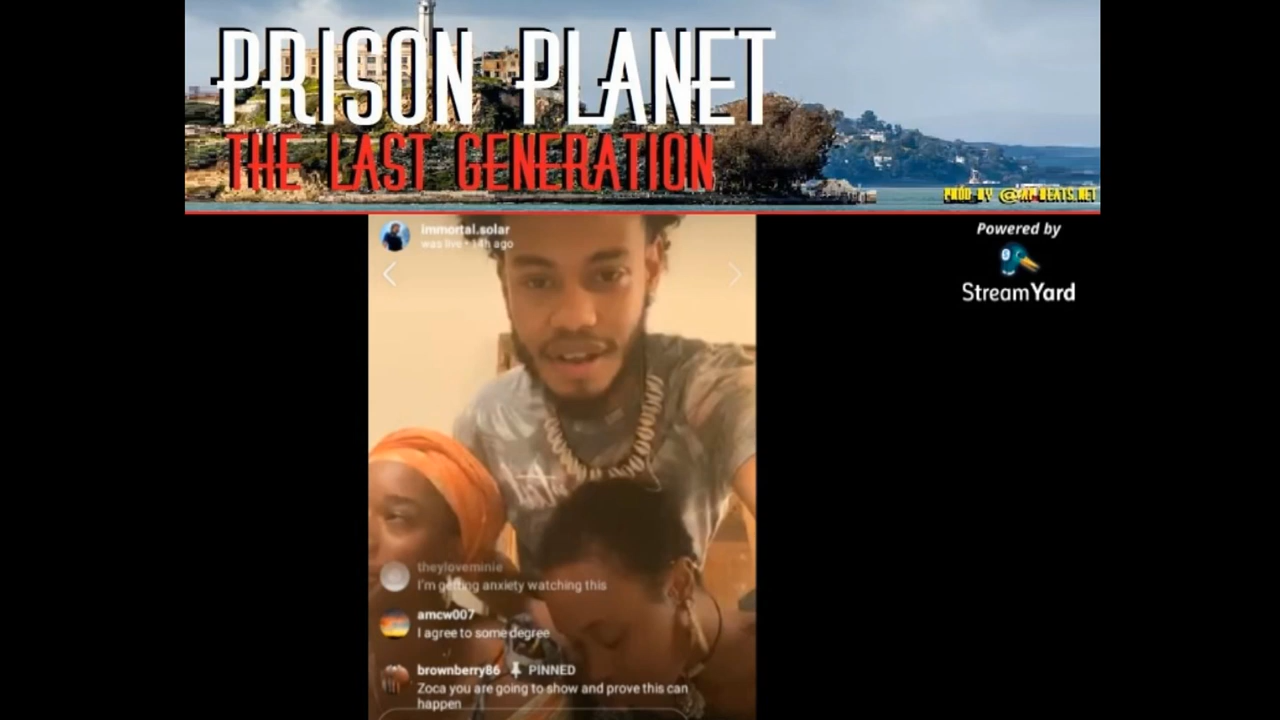 PRISON PLANET
THE LAST GENERATION
Powered by
StreamYard
immortal.solar
was live • 14h ago
theyloveminie
I'm getting anxiety watching this
amcw007
I agree to some degree
brownberry86 PINNED
Zoca you are going to show and prove this can
happen